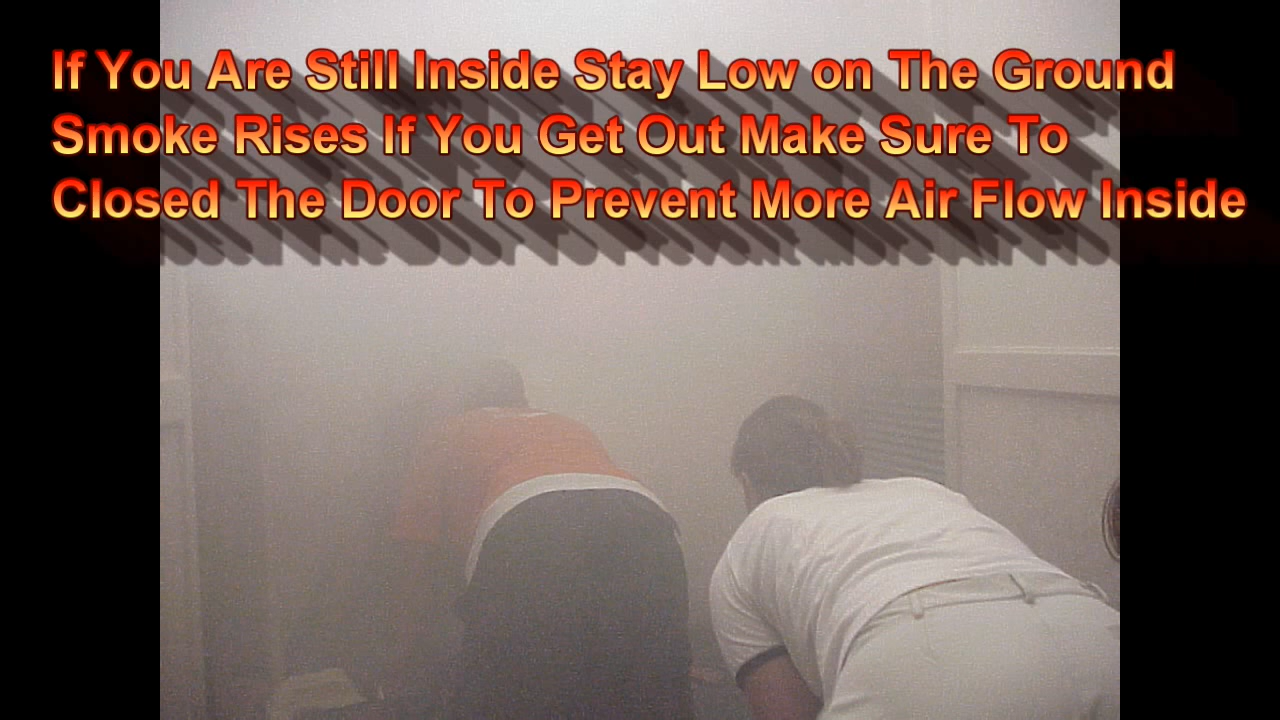 If You Are Still Inside Stay Low on The Ground
Smoke Rises If You Get Out Make Sure To
Closed The Door To Prevent More Air Flow Inside